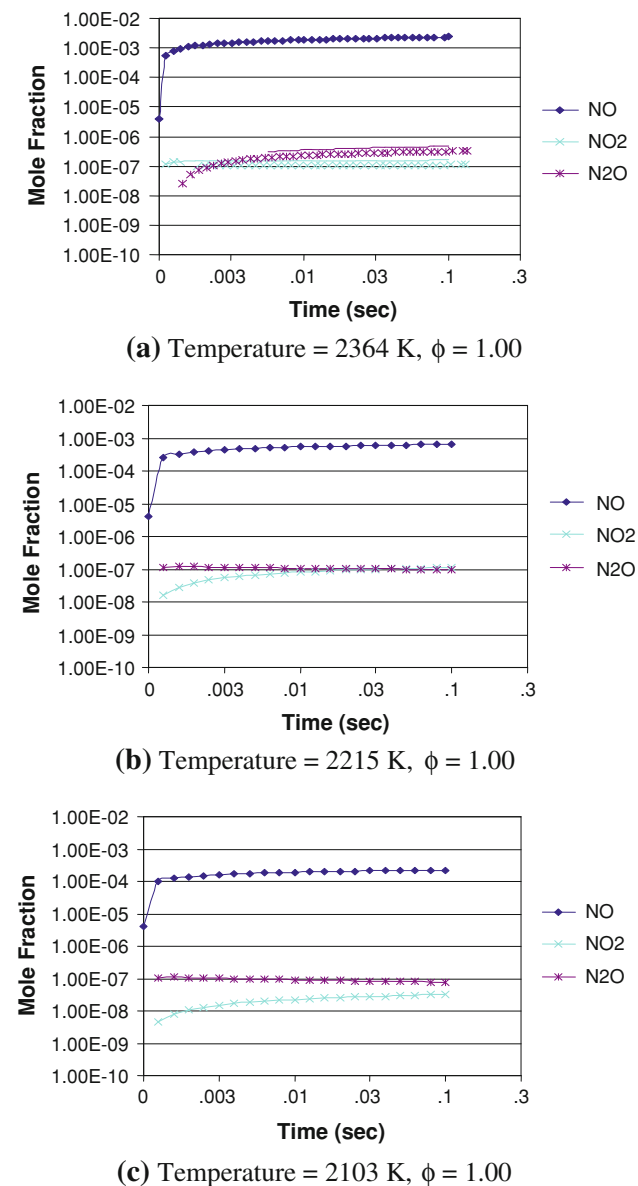 1.00E-02
1.00E-03
1.00E-04
1.00E-05
1.00E-06
1.00E-07
1.00E-08
1.00E-09
1.00E-10
Mole Fraction
0 .003 .01 .03 .1 .3
Time (sec)
NO
NO2
N2O
(a) Temperature = 2364 K, ϕ = 1.00
1.00E-02
1.00E-03
1.00E-04
1.00E-05
1.00E-06
1.00E-07
1.00E-08
1.00E-09
1.00E-10
Mole Fraction
0 .003 .01 .03 .1 .3
Time (sec)
NO
NO2
N2O
(b) Temperature = 2215 K, ϕ = 1.00
1.00E-02
1.00E-03
1.00E-04
1.00E-05
1.00E-06
1.00E-07
1.00E-08
1.00E-09
1.00E-10
Mole Fraction
0 .003 .01 .03 .1 .3
Time (sec)
NO
NO2
N2O
(c) Temperature = 2103 K, ϕ = 1.00